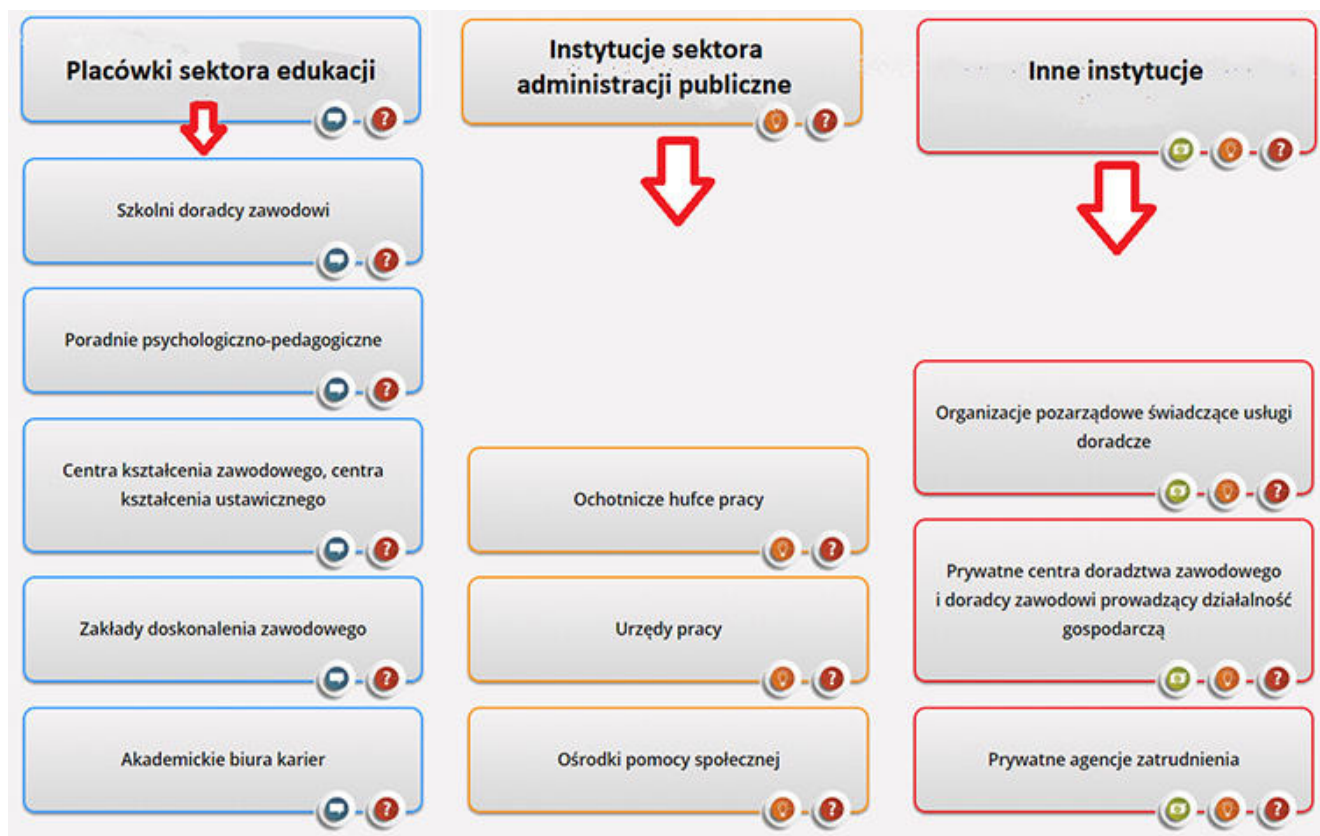 Placówki sektora edukacji
Szkolni doradcy zawodowi
Poradnie psychologiczno-pedagogiczne
Centra kształcenia zawodowego, centra
kształcenia ustawicznego
Zakłady doskonalenia zawodowego
Akademickie biura karier
Instytucje sektora
administracji publiczne
Ochotnicze hufce pracy
Urzędy pracy
Ośrodki pomocy społecznej
Inne instytucje
Organizacje pozarządowe świadczące usługi
doradcze
Prywatne centra doradztwa zawodowego
i doradcy zawodowi prowadzący działalność
gospodarczą
Prywatne agencje zatrudnienia